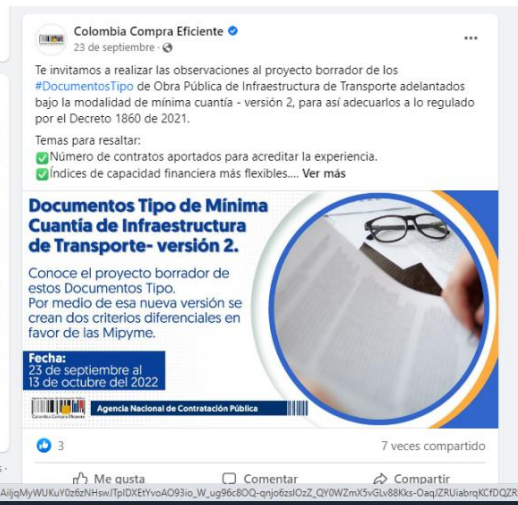 Colombia Compra Eficiente
23 de septiembre ·
Te invitamos a realizar las observaciones al proyecto borrador de los
#DocumentosTipo de Obra Pública de Infraestructura de Transporte adelantados
bajo la modalidad de mínima cuantía - versión 2, para así adecuarlos a lo regulado
por el Decreto 1860 de 2021.
Temas para resaltar:
✅Número de contratos aportados para acreditar la experiencia.
✅Índices de capacidad financiera más flexibles.... Ver más
Documentos Tipo de Mínima
Cuantía de Infraestructura
de Transporte- versión 2.
Conoce el proyecto borrador de
estos Documentos Tipo.
Por medio de esa nueva versión se
crean dos criterios diferenciales en
favor de las Mipyme.
Fecha:
23 de septiembre al
13 de octubre del 2022
Colombia Compra Eficiente
Agencia Nacional de Contratación Pública
3
7 veces compartido
Me gusta
Comentar
Compartir